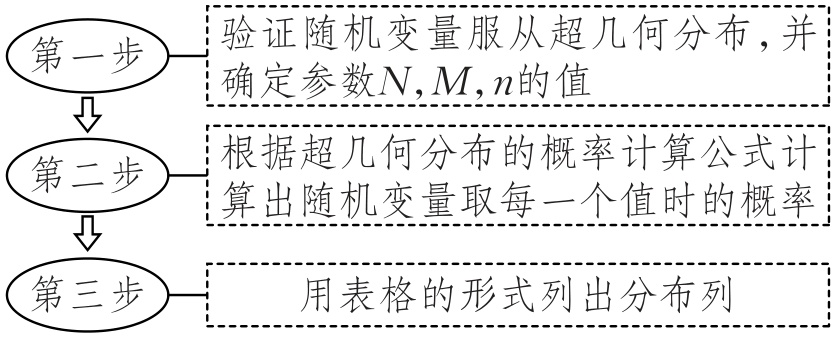 第一步
验证随机变量服从超几何分布,并
确定参数N,M,n的值
第二步
根据超几何分布的概率计算公式计
算出随机变量取每一个值时的概率
第三步
用表格的形式列出分布列